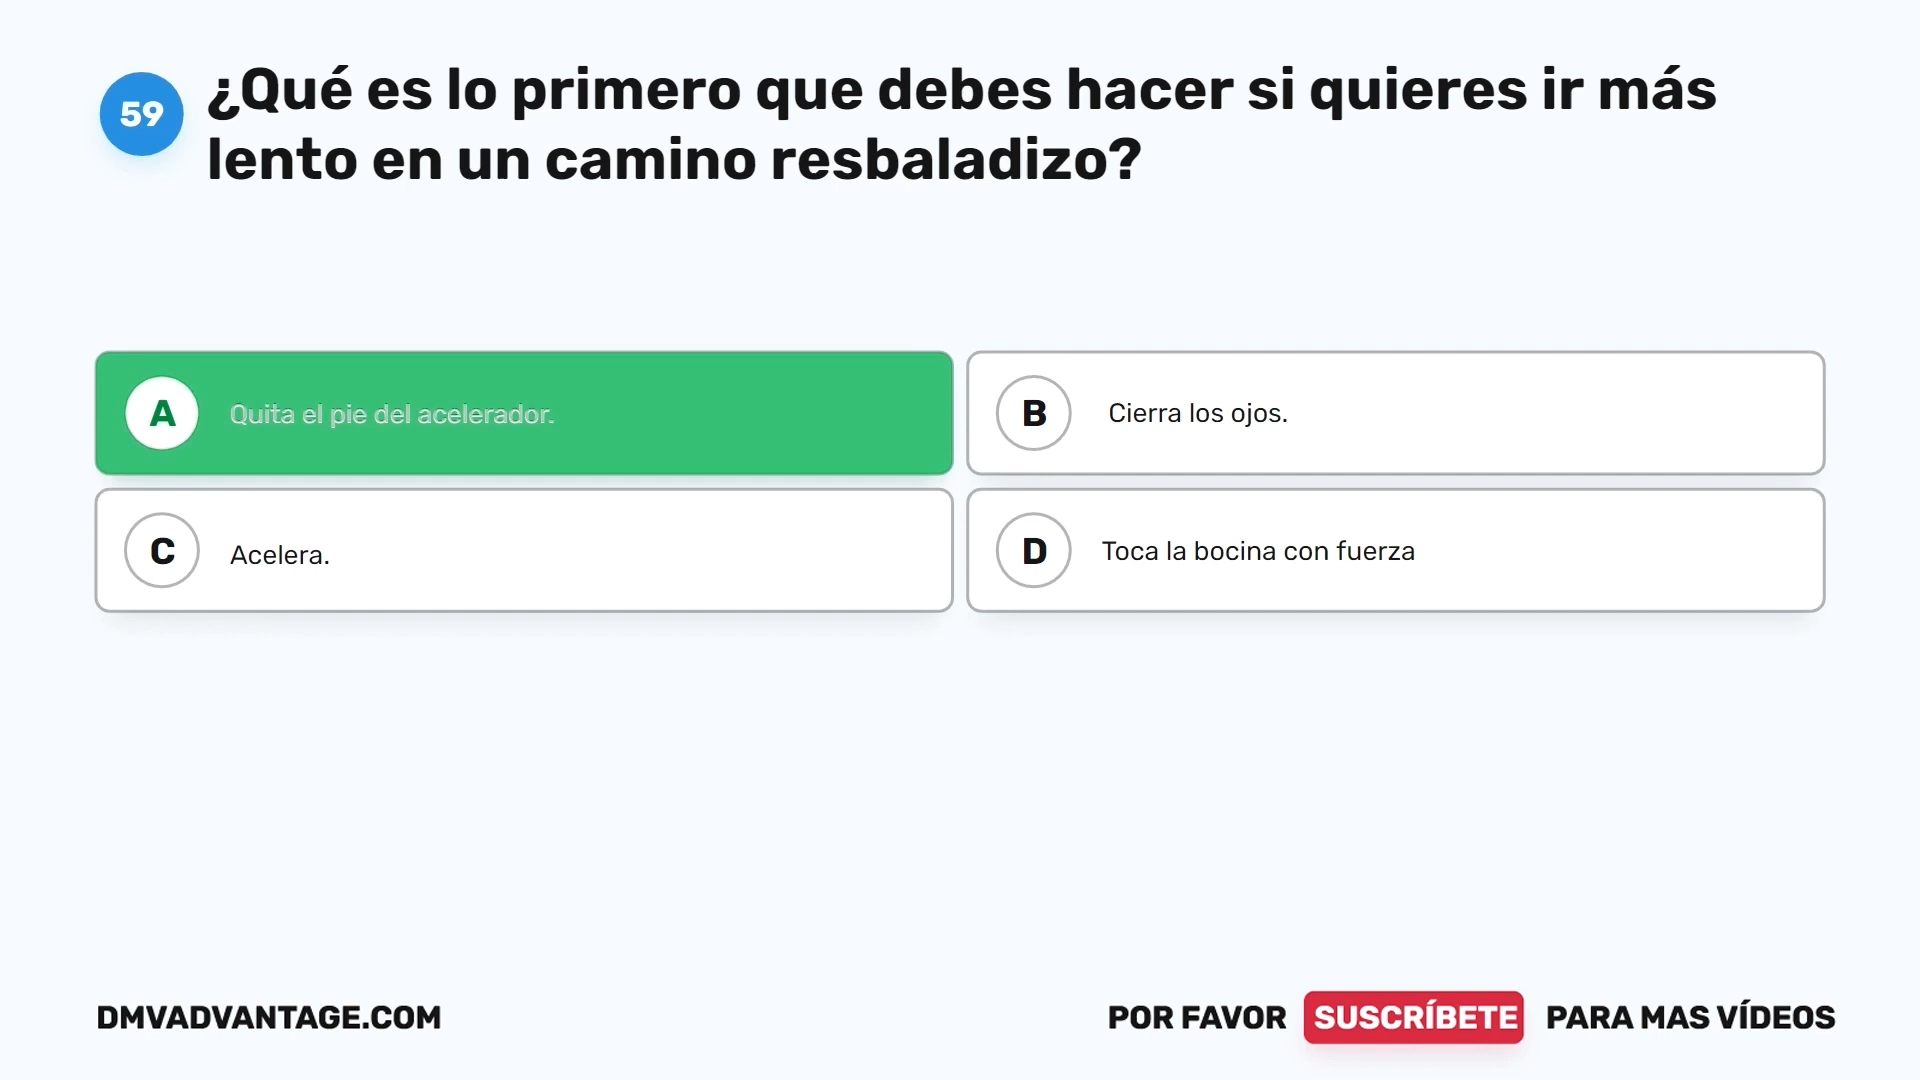 59
¿Qué es lo primero que debes hacer si quieres ir más
lento en un camino resbaladizo?
A Quita el pie del acelerador.
B Cierra los ojos.
C Acelera.
D Toca la bocina con fuerza
DMVADVANTAGE.COM
POR FAVOR SUSCRÍBETE PARA MAS VÍDEOS